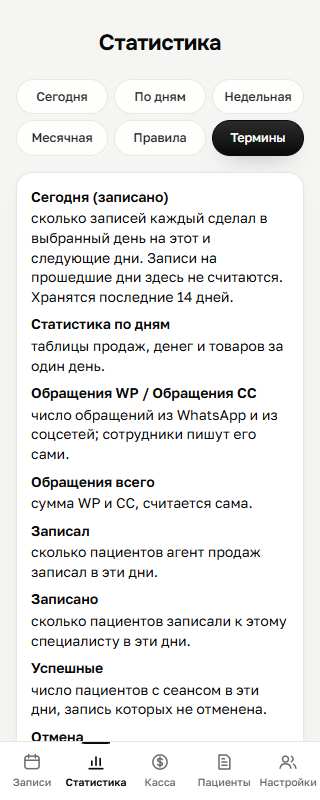 Статистика
Сегодня
По дням
Недельная
Месячная
Правила
Термины
Сегодня (записано)
сколько записей каждый сделал в
выбранный день на этот и
следующие дни. Записи на
прошедшие дни здесь не считаются.
Хранятся последние 14 дней.
Статистика по дням
таблицы продаж, денег и товаров за
один день.
Обращения WP / Обращения СС
число обращений из WhatsApp и из
соцсетей; сотрудники пишут его
сами.
Обращения всего
сумма WP и СС, считается сама.
Записал
сколько пациентов агент продаж
записал в эти дни.
Записано
сколько пациентов записали к этому
специалисту в эти дни.
Успешные
число пациентов с сеансом в эти
дни, запись которых не отменена.
Отмена
Записи
Статистика
Касса
Пациенты
Настройки